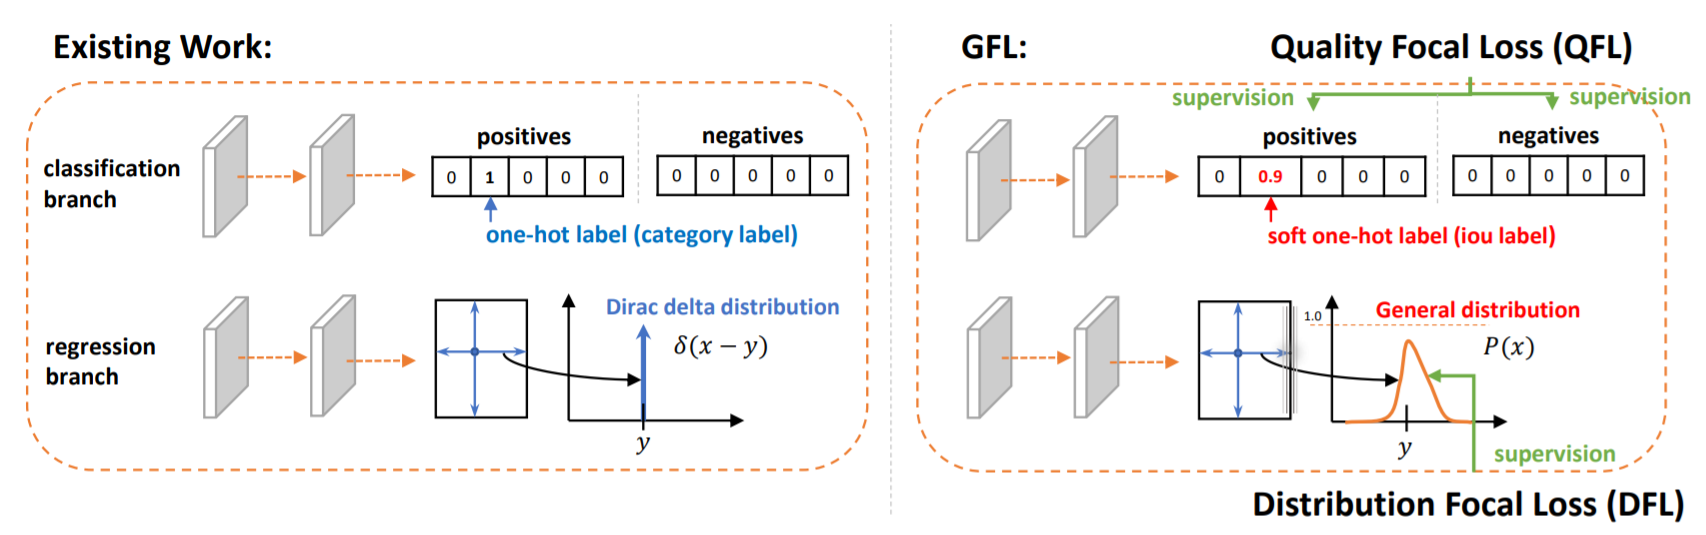 Existing Work:
classification
branch
positives
negatives
0 1 0 0 0
0 0 0 0 0
one-hot label (category label)
regression
branch
Dirac delta distribution
δ(x − y)
y
GFL:
Quality Focal Loss (QFL)
supervision
supervision
positives
negatives
0 0.9 0 0 0
0 0 0 0 0
soft one-hot label (iou label)
1.0
General distribution
P(x)
y
supervision
Distribution Focal Loss (DFL)